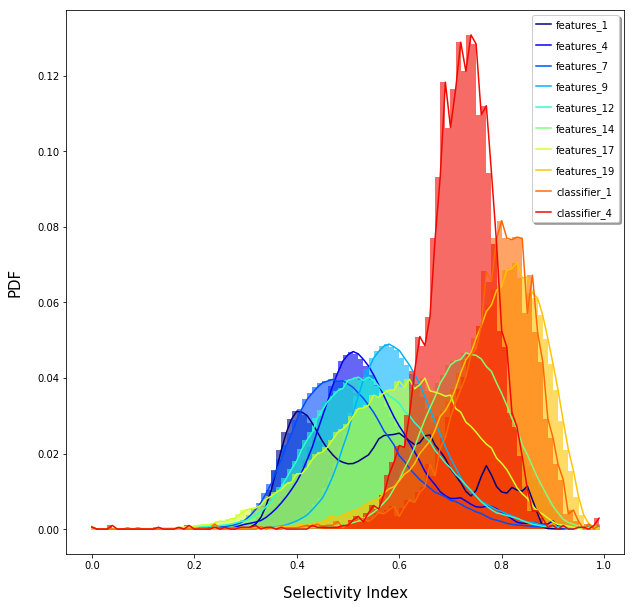 features_1
features_4
features_7
features_9
features_12
features_14
features_17
features_19
classifier_1
classifier_4
PDF
0.12
0.10
0.08
0.06
0.04
0.02
0.00
0.0 0.2 0.4 0.6 0.8 1.0
Selectivity Index